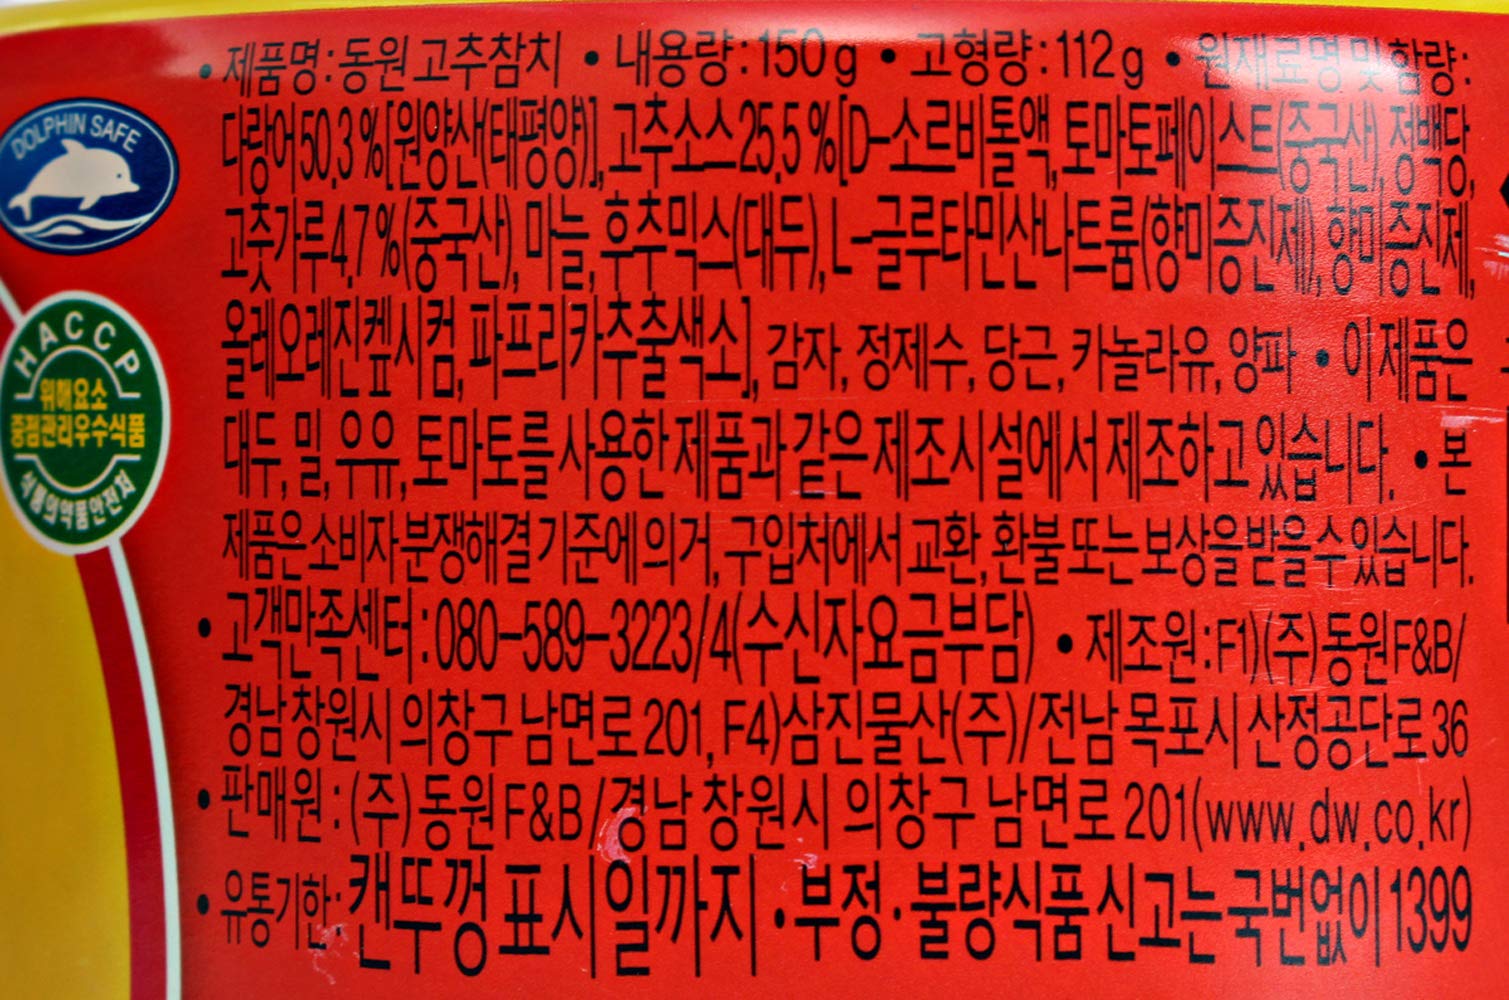 • 제품명 : 동원 고추참치 • 내용량 : 150 g • 고형량 : 112 g • 원재료명 및 함량 :
다랑어 50.3 % [원양산(태평양)], 고추소스 25.5 % [D-소르비톨액, 토마토페이스트(중국산), 정백당,
고춧가루 4.7 % (중국산), 마늘, 후추믹스(대두), L-글루타민산나트륨(향미증진제), 향미증진제,
올레오레진켚시컴, 파프리카추출색소], 감자, 정제수, 당근, 카놀라유, 양파 • 이 제품은
대두, 밀, 우유, 토마토를 사용한 제품과 같은 제조시설에서 제조하고 있습니다. • 본
제품은 소비자분쟁해결기준에 의거, 구입처에서 교환, 환불 또는 보상을 받을 수 있습니다.
• 고객만족센터 : 080-589-3223/4(수신자요금부담) • 제조원 : F1)(주)동원F&B/
경남 창원시 의창구 남면로 201, F4)삼진물산(주)/전남 목포시 산정공단로 36
• 판매원 : (주)동원F&B/경남 창원시 의창구 남면로 201(www.dw.co.kr)
• 유통기한 : 캔뚜껑 표시일까지 • 부정·불량식품 신고는 국번없이 1399
DOLPHIN SAFE
HACCP
위해요소
중점관리우수식품
식품의약품안전처